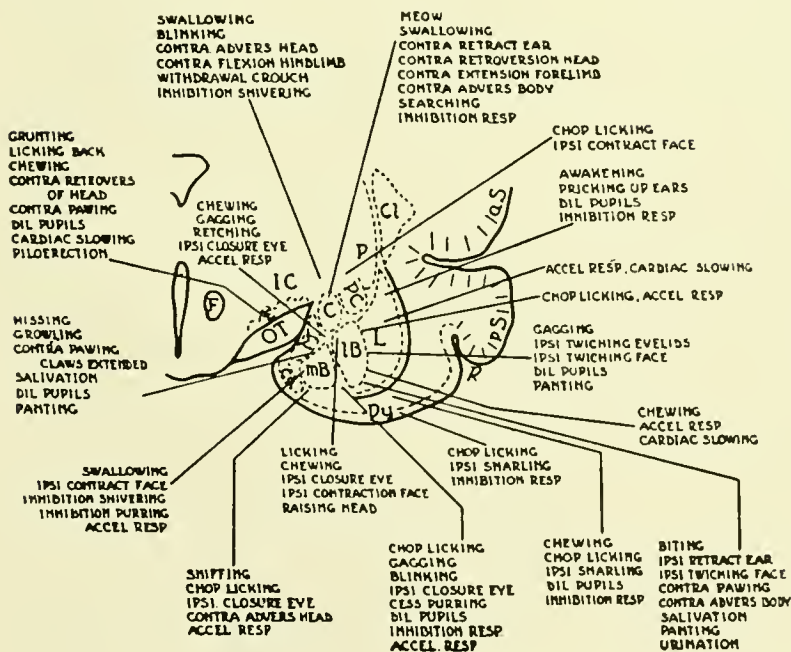 SWALLOWING
BLINKING
CONTRA. ADVERS HEAD
CONTRA FLEXION HINDLIMB
WITHDRAWAL CROUCH
INHIBITION SHIVERING
MEOW
SWALLOWING
CONTRA RETRACT EAR
CONTRA RETROVERSION HEAD
CONTRA EXTENSION FORELIMB
CONTRA ADVERS BODY
SEARCHING
INHIBITION RESP
GRUNTING
LICKING BACK
CHEWING
CONTRA RETROVERS
OF HEAD
CONTRA PAWING
DIL PUPILS
CARDIAC SLOWING
PILOERECTION
CHEWING
GAGGING
RETCHING
IPSI CLOSURE EYE
ACCEL RESP
CHOP LICKING
IPSI CONTRACT FACE
AWAKENING
PRICKING UP EARS
DIL PUPILS
INHIBITION RESP
Cl
P
aS
IC
C
PC
F
OT
L
lB
mB
pS
R
Py
ACCEL RESP, CARDIAC SLOWING
CHOP LICKING, ACCEL RESP
HISSING
GROWLING
CONTRA PAWING
CLAWS EXTENDED
SALIVATION
DIL PUPILS
PANTING
GAGGING
IPSI TWICHING EYELIDS
IPSI TWICHING FACE
DIL PUPILS
PANTING
CHEWING
ACCEL RESP
CARDIAC SLOWING
SWALLOWING
IPSI CONTRACT FACE
INHIBITION SHIVERING
INHIBITION PURRING
ACCEL RESP
LICKING
CHEWING
IPSI CLOSURE EYE
IPSI CONTRACTION FACE
RAISING HEAD
CHOP LICKING
IPSI SNARLING
INHIBITION RESP
SNIFFING
CHOP LICKING
IPSI. CLOSURE EYE
CONTRA ADVERS HEAD
ACCEL RESP
CHOP LICKING
GAGGING
BLINKING
IPSI CLOSURE EYE
CESS PURRING
DIL PUPILS
INHIBITION RESP.
ACCEL. RESP
CHEWING
CHOP LICKING
IPSI SNARLING
DIL PUPILS
INHIBITION RESP
BITING
IPSI RETRACT EAR
IPSI TWICHING FACE
CONTRA PAWING
CONTRA ADVERS BODY
SALIVATION
PANTING
URINATION